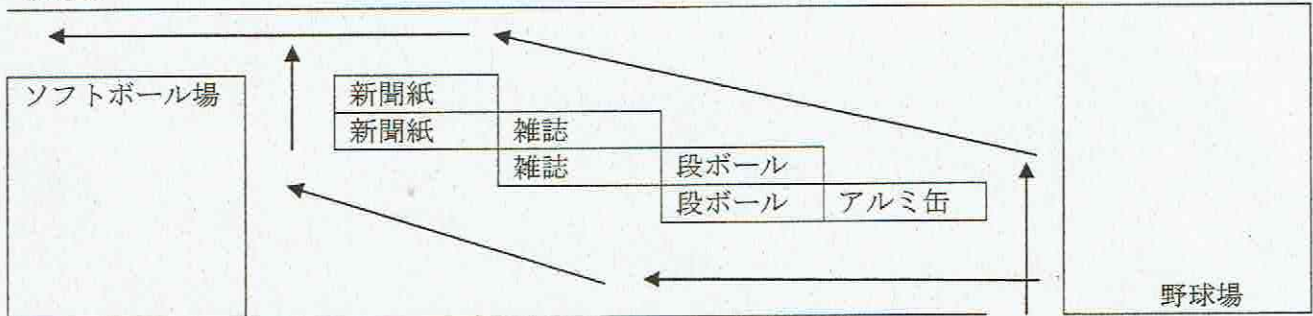 ソフトボール場
新聞紙
新聞紙
雑誌
雑誌
段ボール
段ボール
アルミ缶
野球場